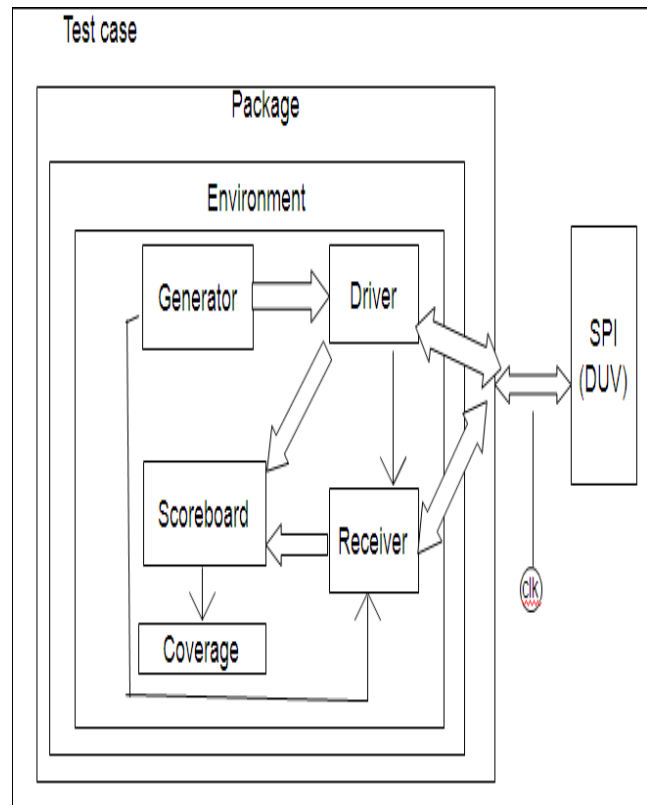 Test case
Package
Environment
Generator
Driver
SPI
(DUV)
Scoreboard
Receiver
clk
Coverage